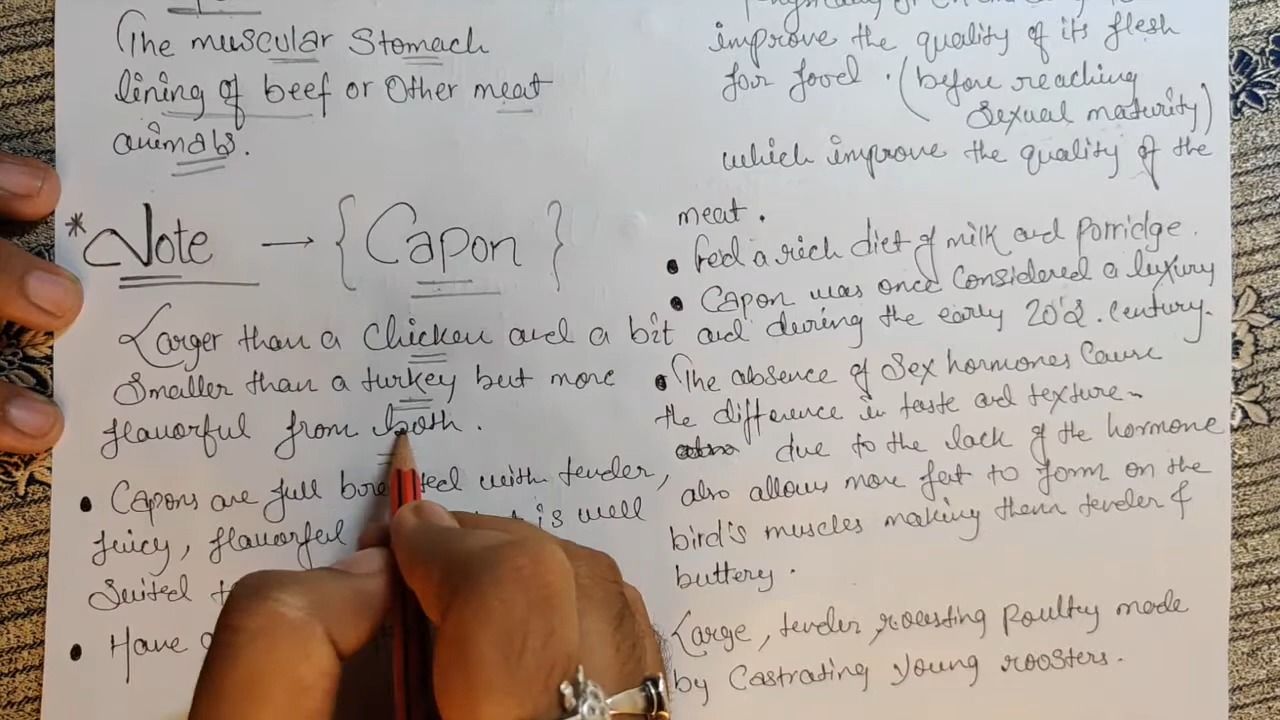 The muscular Stomach
lining of beef or Other meat
animals.
* Note → { Capon }
Larger than a chicken and a bit
Smaller than a turkey but more
flavorful from both.
• Capons are full with tender,
Juicy, flavorful is well
Suited
• Have
improve the quality of its flesh
for food. (before reaching
Sexual maturity)
which improve the quality of the
meat.
• feed a rich diet of milk and Porridge.
• Capon was once Considered a luxury
and during the early 20's. Century.
• The absence of Sex hormones Cause
the difference in taste and texture
due to the lack of the hormone
also allows more fat to form on the
bird's muscles making them tender &
buttery.
Large, tender, roasting Poultry made
by Castrating young roosters.